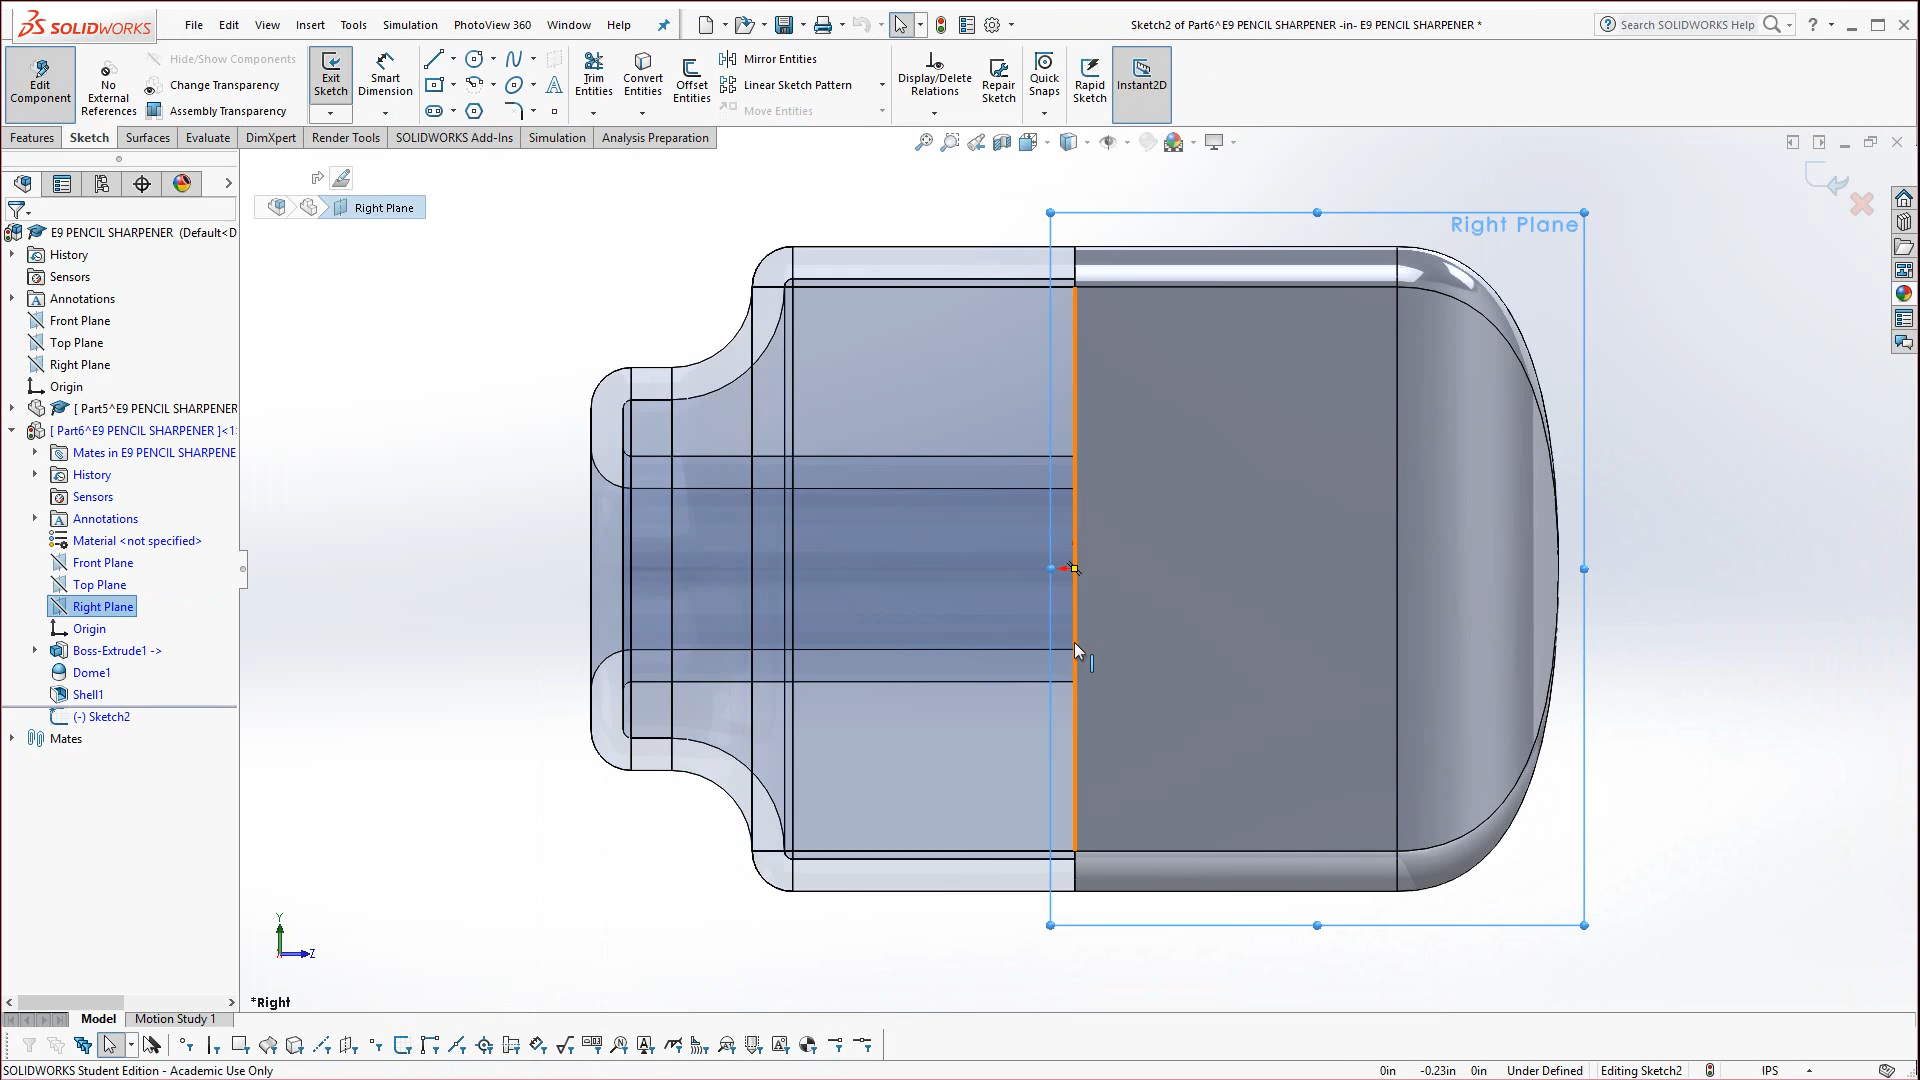 SOLIDWORKS
File Edit View Insert Tools Simulation PhotoView 360 Window Help
Sketch2 of Part6^E9 PENCIL SHARPENER -in- E9 PENCIL SHARPENER *
Search SOLIDWORKS Help
Edit Component
No External References
Hide/Show Components
Change Transparency
Assembly Transparency
Exit Sketch
Smart Dimension
Trim Entities
Convert Entities
Offset Entities
Mirror Entities
Linear Sketch Pattern
Move Entities
Display/Delete Relations
Repair Sketch
Quick Snaps
Rapid Sketch
Instant2D
Features Sketch Surfaces Evaluate DimXpert Render Tools SOLIDWORKS Add-Ins Simulation Analysis Preparation
Right Plane
Right Plane
E9 PENCIL SHARPENER (Default<D
History
Sensors
Annotations
Front Plane
Top Plane
Right Plane
Origin
[ Part5^E9 PENCIL SHARPENER
[ Part6^E9 PENCIL SHARPENER ]<1
Mates in E9 PENCIL SHARPENE
History
Sensors
Annotations
Material <not specified>
Front Plane
Top Plane
Right Plane
Origin
Boss-Extrude1 ->
Dome1
Shell1
(-) Sketch2
Mates
Y
Z
*Right
Model Motion Study 1
SOLIDWORKS Student Edition - Academic Use Only
0in -0.23in 0in Under Defined Editing Sketch2 IPS